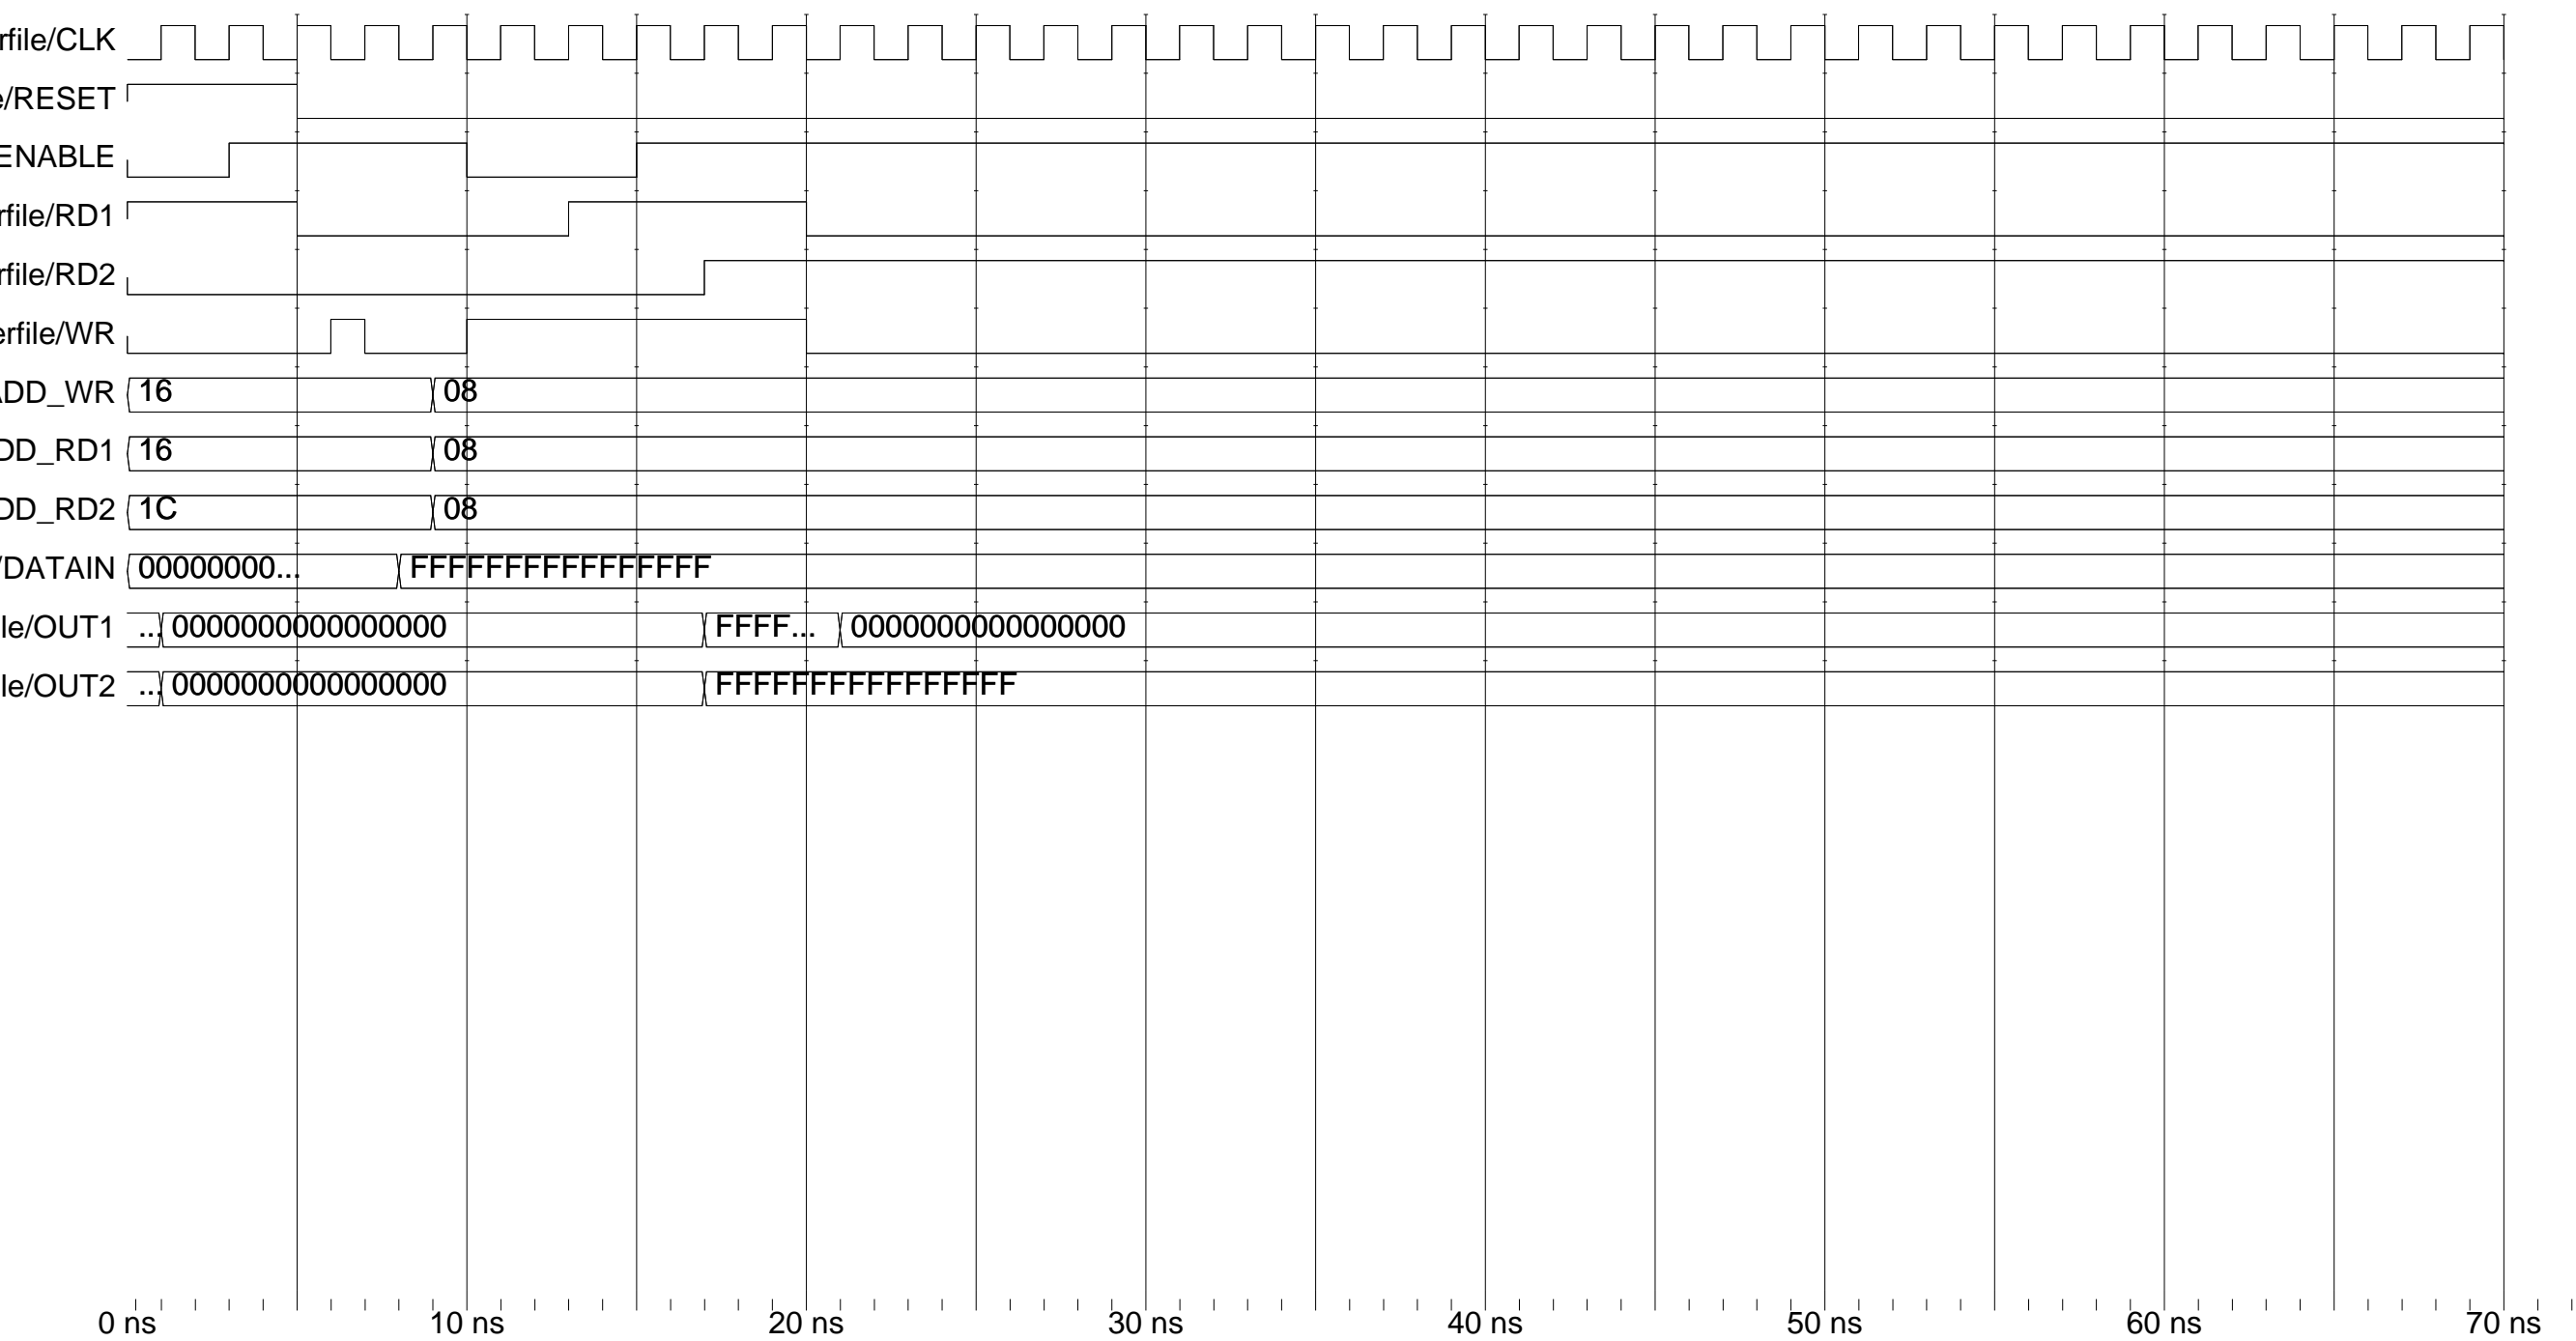 rfile/CLK
e/RESET
ENABLE
rfile/RD1
rfile/RD2
erfile/WR
ADD_WR 16 08
DD_RD1 16 08
DD_RD2 1C 08
/DATAIN 00000000... FFFFFFFFFFFFFFFF
le/OUT1 ... 0000000000000000 FFFF... 0000000000000000
le/OUT2 ... 0000000000000000 FFFFFFFFFFFFFFFF
0 ns 10 ns 20 ns 30 ns 40 ns 50 ns 60 ns 70 ns